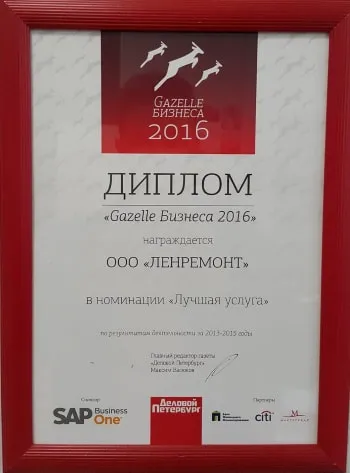 GAZELLE
БИЗНЕСА
2016
ДИПЛОМ
«Gazelle Бизнеса 2016»
награждается
ООО «ЛЕНРЕМОНТ»
в номинации «Лучшая услуга»
по результатам деятельности за 2013-2015 годы
Главный редактор газеты
«Деловой Петербург»
Максим Васюков
Спонсор
Партнеры
SAP Business One
Деловой Петербург
citi